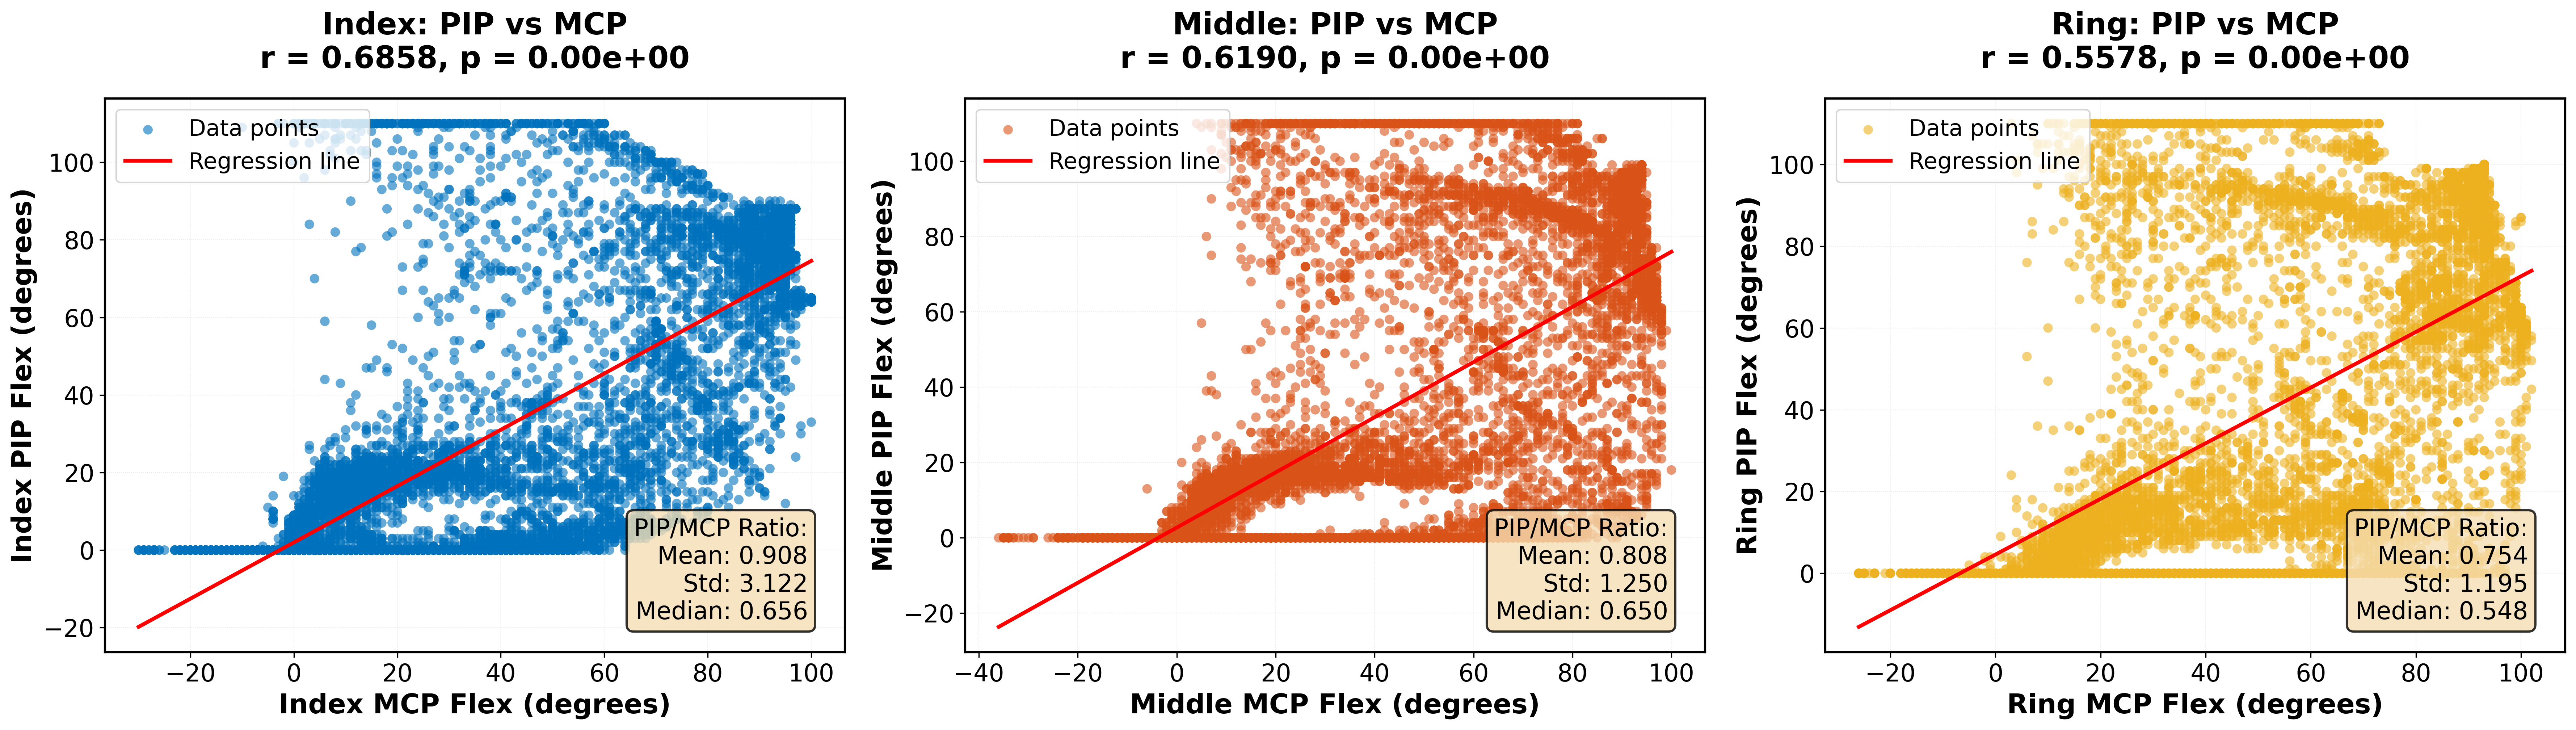 Index: PIP vs MCP
r = 0.6858, p = 0.00e+00
Data points
Regression line
Index PIP Flex (degrees)
100
80
60
40
20
0
−20
PIP/MCP Ratio:
Mean: 0.908
Std: 3.122
Median: 0.656
−20 0 20 40 60 80 100
Index MCP Flex (degrees)
Middle: PIP vs MCP
r = 0.6190, p = 0.00e+00
Data points
Regression line
Middle PIP Flex (degrees)
100
80
60
40
20
0
−20
PIP/MCP Ratio:
Mean: 0.808
Std: 1.250
Median: 0.650
−40 −20 0 20 40 60 80 100
Middle MCP Flex (degrees)
Ring: PIP vs MCP
r = 0.5578, p = 0.00e+00
Data points
Regression line
Ring PIP Flex (degrees)
100
80
60
40
20
0
PIP/MCP Ratio:
Mean: 0.754
Std: 1.195
Median: 0.548
−20 0 20 40 60 80 100
Ring MCP Flex (degrees)